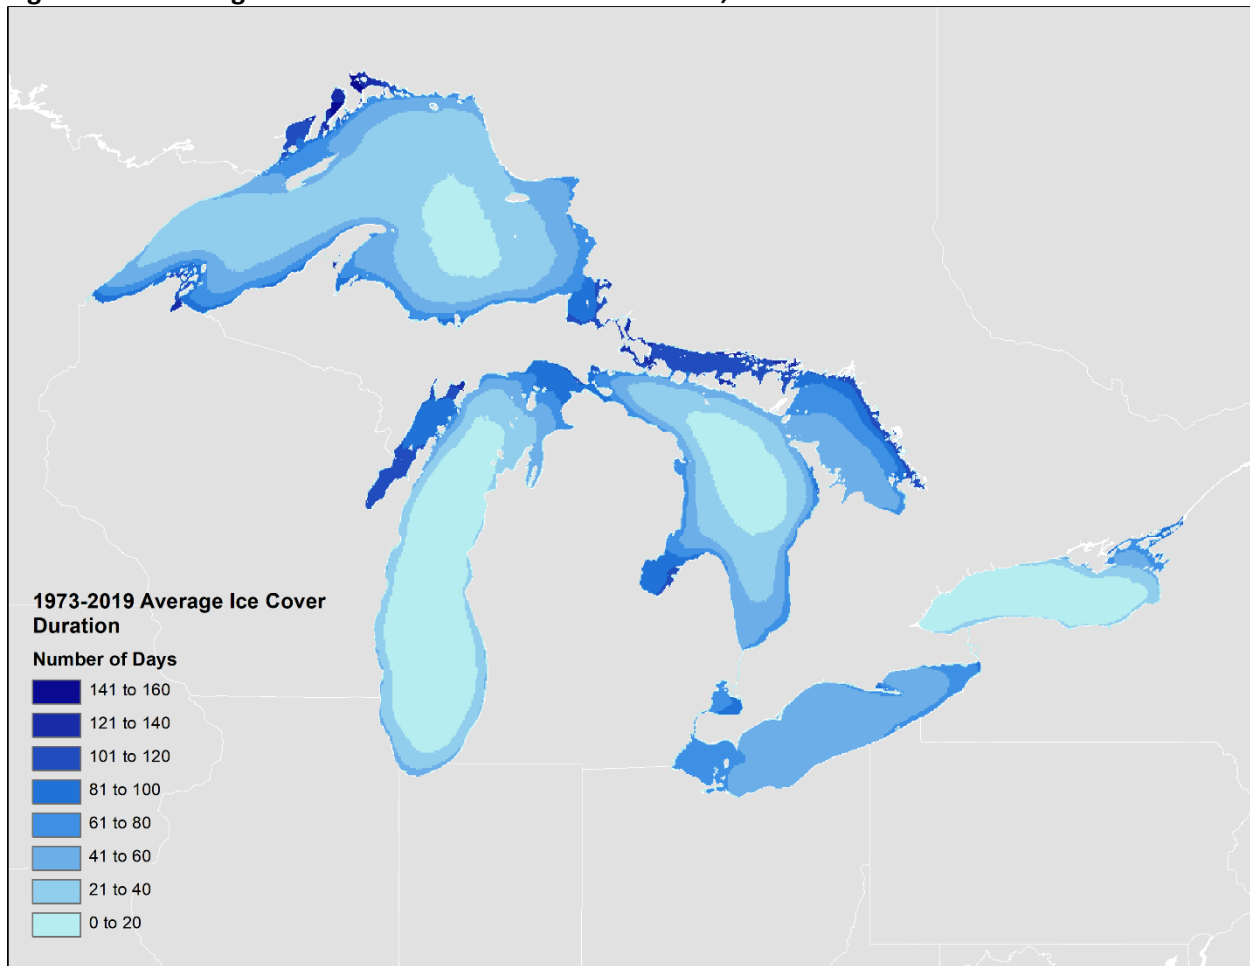 1973-2019 Average Ice Cover
Duration
Number of Days
141 to 160
121 to 140
101 to 120
81 to 100
61 to 80
41 to 60
21 to 40
0 to 20